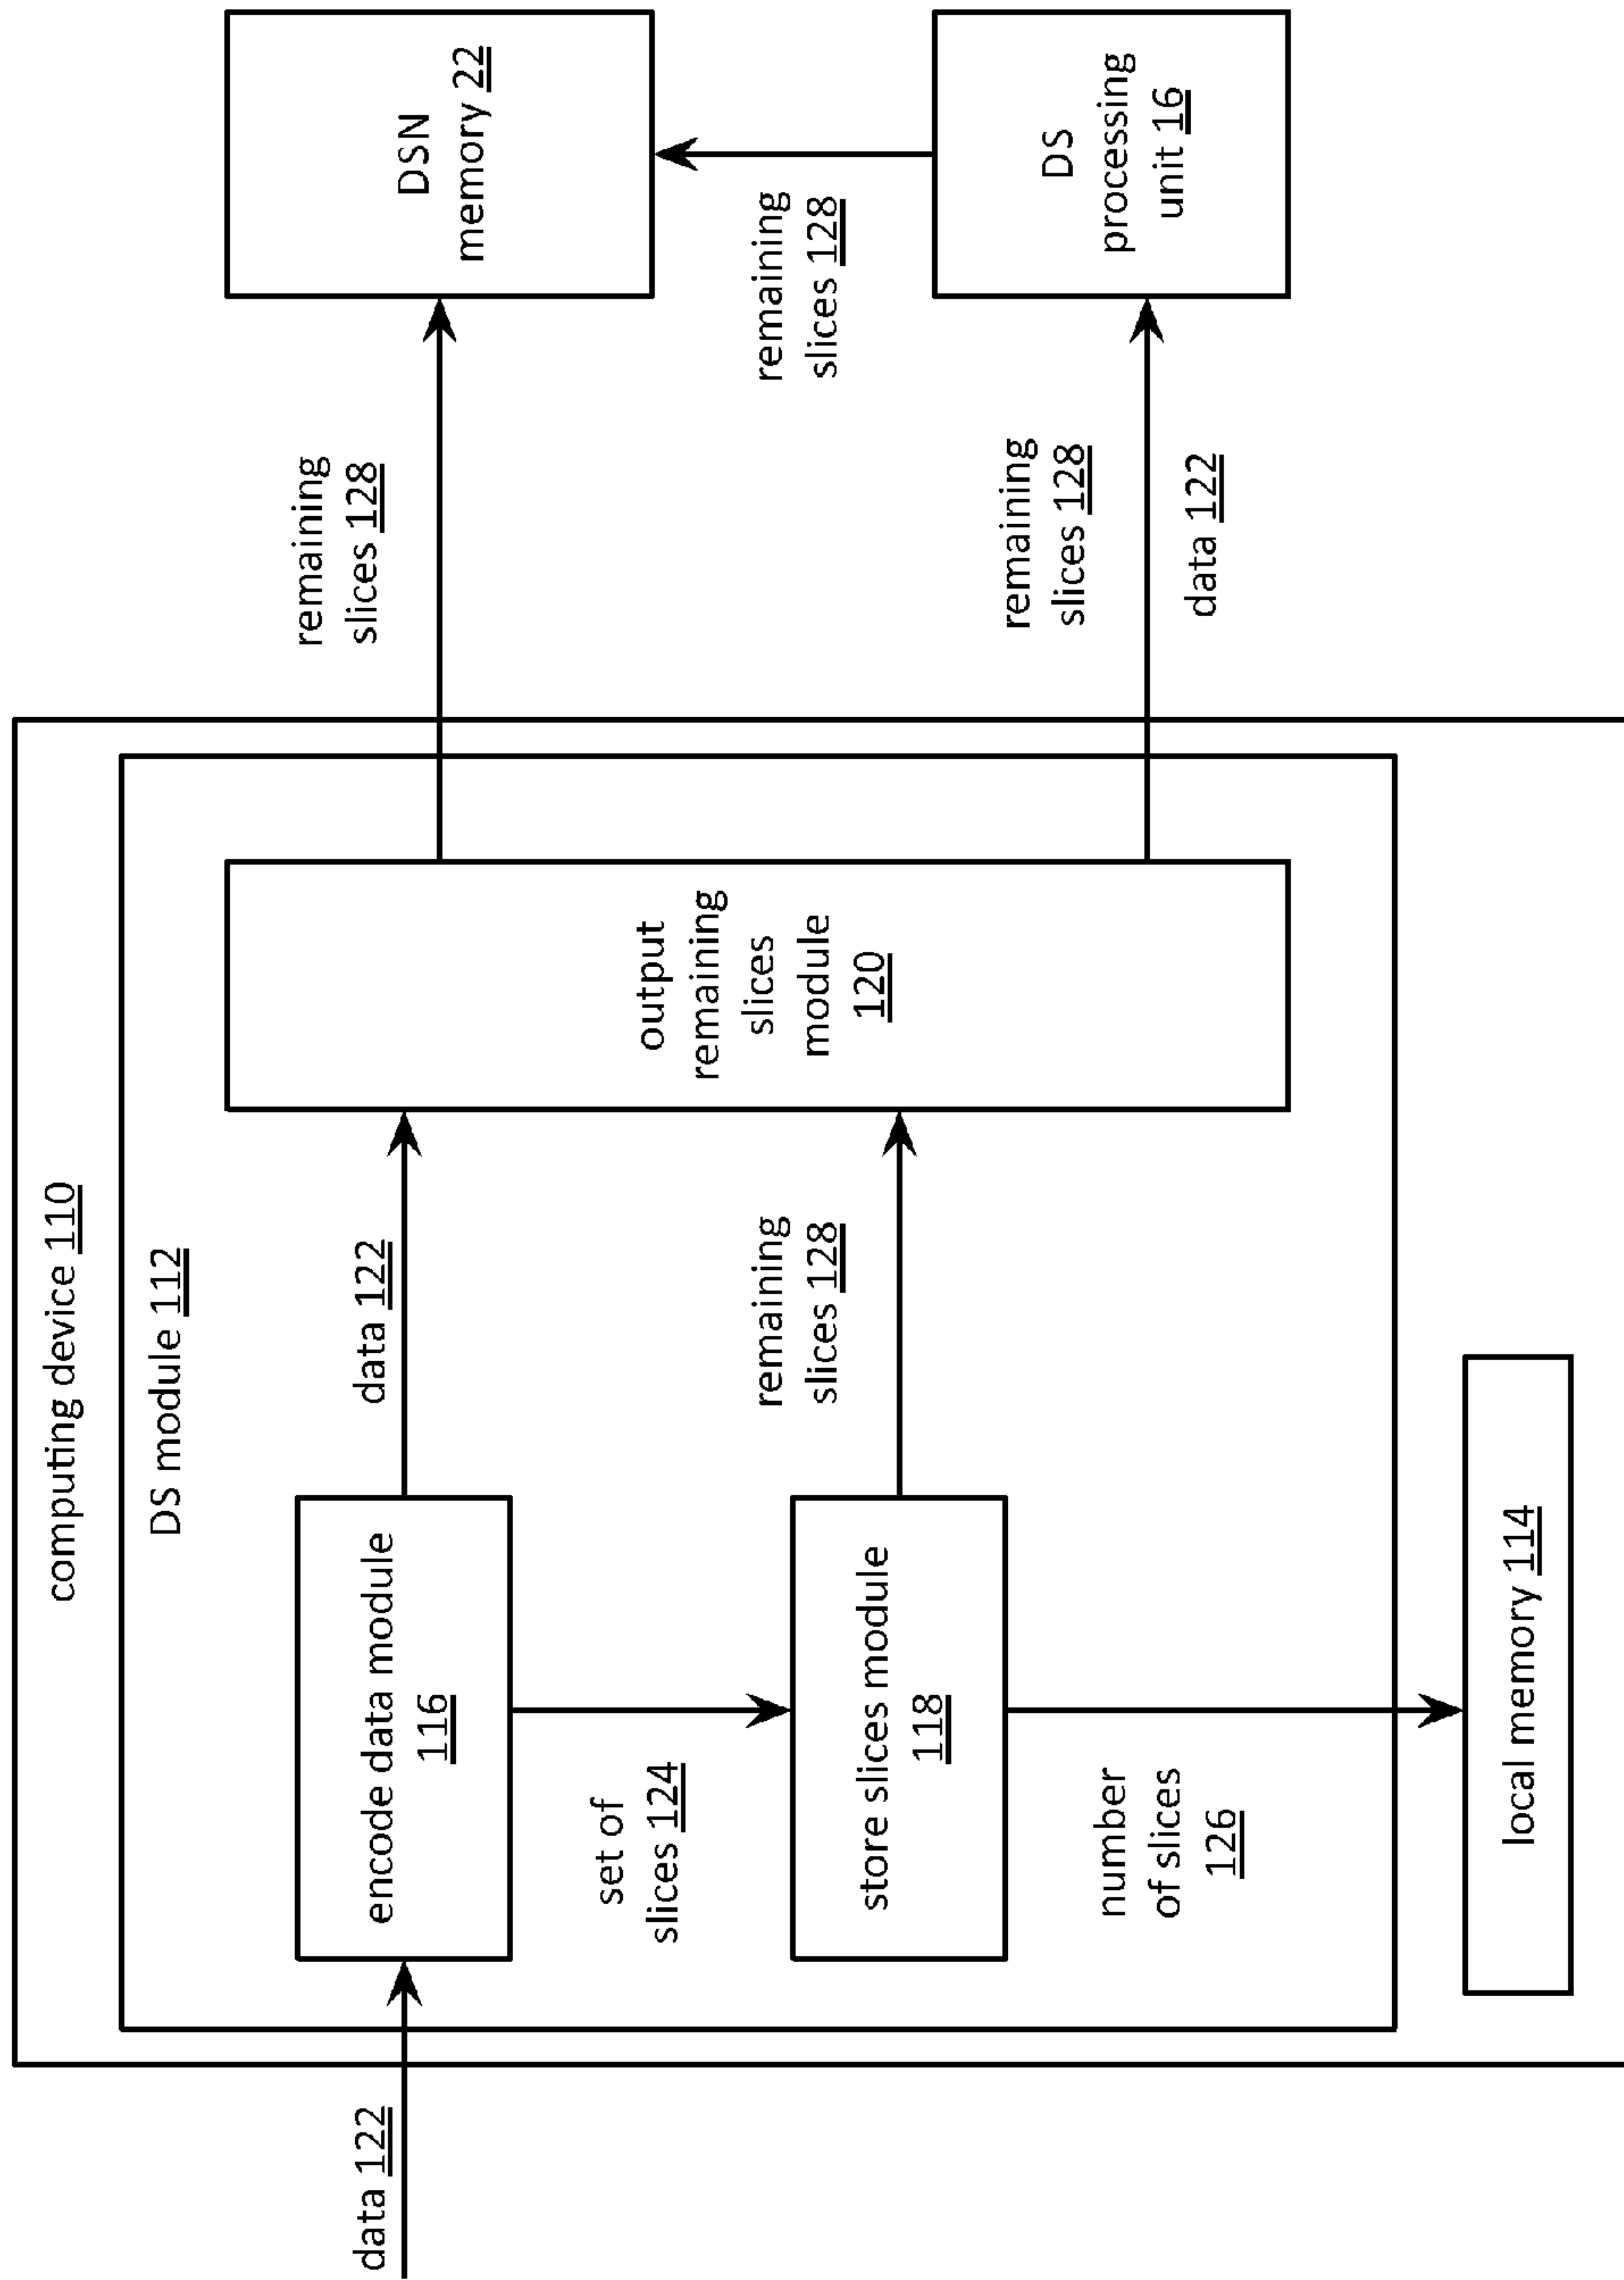 computing device 110
DS module 112
data 122
encode data module
116
data 122
set of
slices 124
store slices module
118
remaining
slices 128
number
of slices
126
local memory 114
output
remaining
slices
module
120
remaining
slices 128
DSN
memory 22
remaining
slices 128
remaining
slices 128
data 122
DS
processing
unit 16